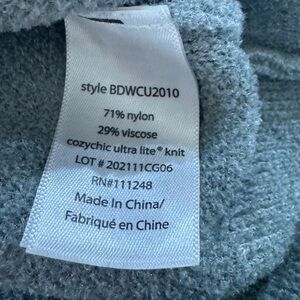 style BDWCU2010
71% nylon
29% viscose
cozychic ultra lite® knit
LOT # 202111CG06
RN#111248
Made In China/
Fabriqué en Chine